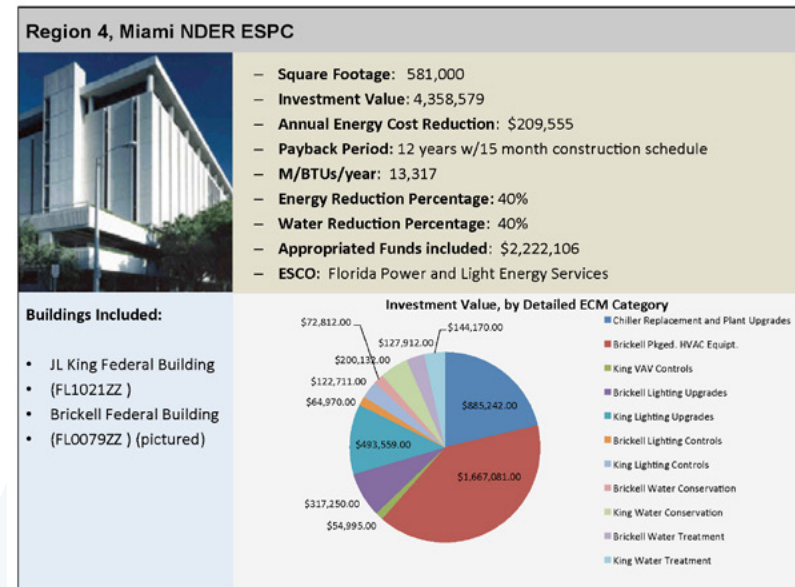 Region 4, Miami NDER ESPC
– Square Footage: 581,000
– Investment Value: 4,358,579
– Annual Energy Cost Reduction: $209,555
– Payback Period: 12 years w/15 month construction schedule
– M/BTUs/year: 13,317
– Energy Reduction Percentage: 40%
– Water Reduction Percentage: 40%
– Appropriated Funds included: $2,222,106
– ESCO: Florida Power and Light Energy Services
Buildings Included:
• JL King Federal Building
• (FL1021ZZ )
• Brickell Federal Building
• (FL0079ZZ ) (pictured)
Investment Value, by Detailed ECM Category
$72,812.00
$127,912.00
$144,170.00
$200,132.00
$122,711.00
$64,970.00
$885,242.00
$493,559.00
$1,667,081.00
$317,250.00
$54,995.00
Chiller Replacement and Plant Upgrades
Brickell Pkged. HVAC Equipt.
King VAV Controls
Brickell Lighting Upgrades
King Lighting Upgrades
Brickell Lighting Controls
King Lighting Controls
Brickell Water Conservation
King Water Conservation
Brickell Water Treatment
King Water Treatment